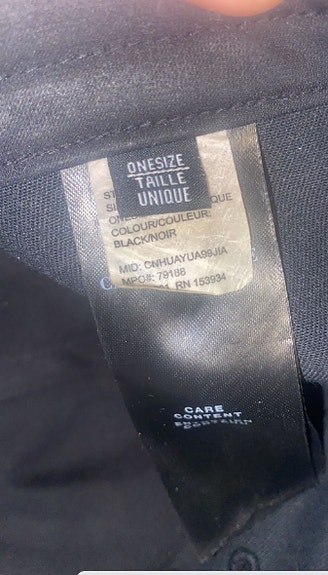 ONESIZE
TAILLE
UNIQUE
COLOUR/COULEUR:
BLACK/NOIR
MID: CNHUAYUA99JIA
MPO#: 79188
RN 153934
CARE
CONTENT